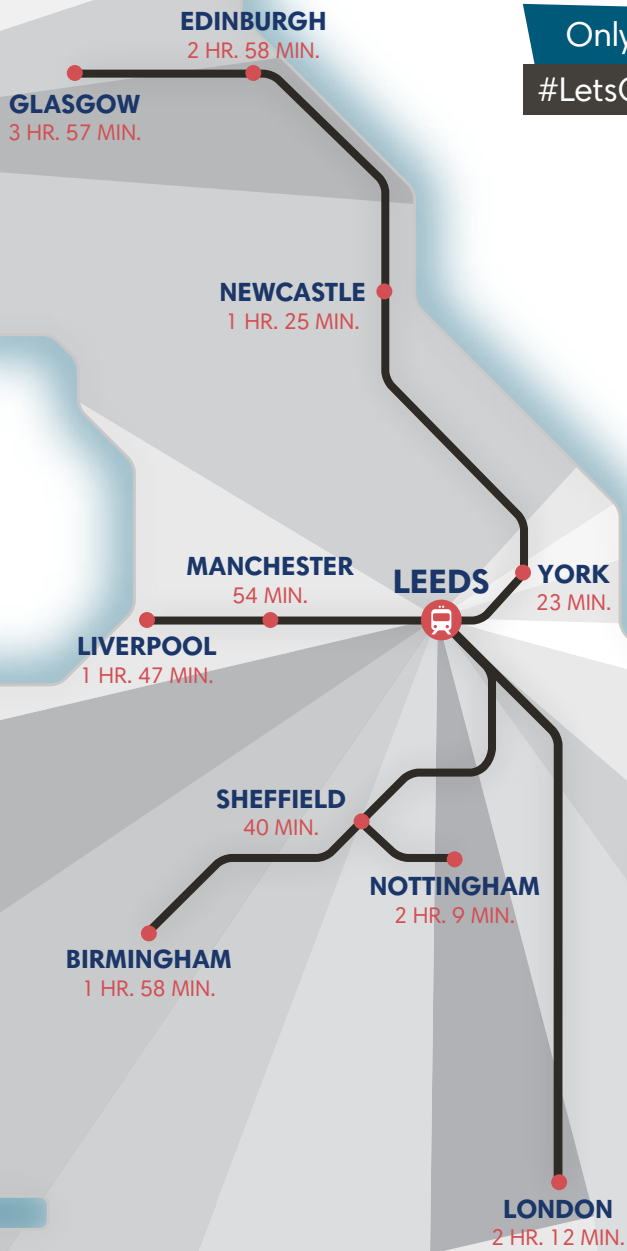 EDINBURGH
2 HR. 58 MIN.
Only
#Lets
GLASGOW
3 HR. 57 MIN.
NEWCASTLE
1 HR. 25 MIN.
MANCHESTER
54 MIN.
LEEDS
YORK
23 MIN.
LIVERPOOL
1 HR. 47 MIN.
SHEFFIELD
40 MIN.
NOTTINGHAM
2 HR. 9 MIN.
BIRMINGHAM
1 HR. 58 MIN.
LONDON
2 HR. 12 MIN.